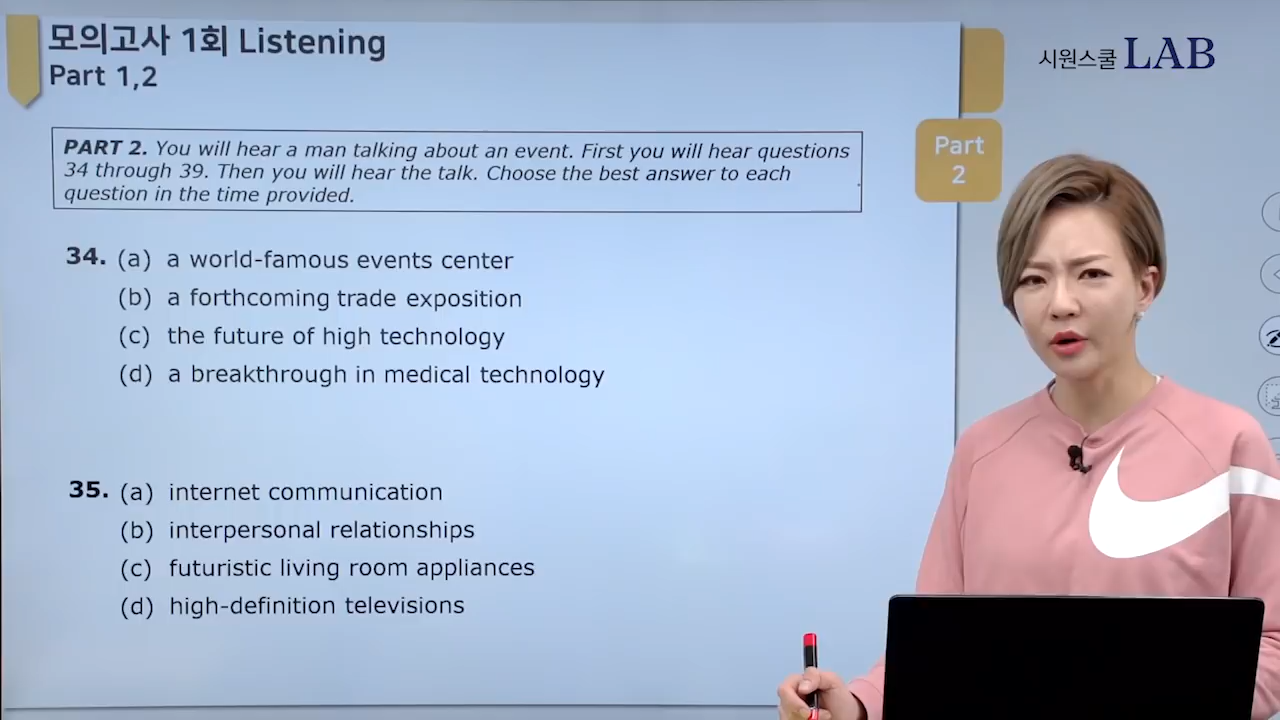 모의고사 1회 Listening
Part 1,2
시원스쿨 LAB
Part
2
PART 2. You will hear a man talking about an event. First you will hear questions
34 through 39. Then you will hear the talk. Choose the best answer to each
question in the time provided.
34. (a) a world-famous events center
(b) a forthcoming trade exposition
(c) the future of high technology
(d) a breakthrough in medical technology
35. (a) internet communication
(b) interpersonal relationships
(c) futuristic living room appliances
(d) high-definition televisions